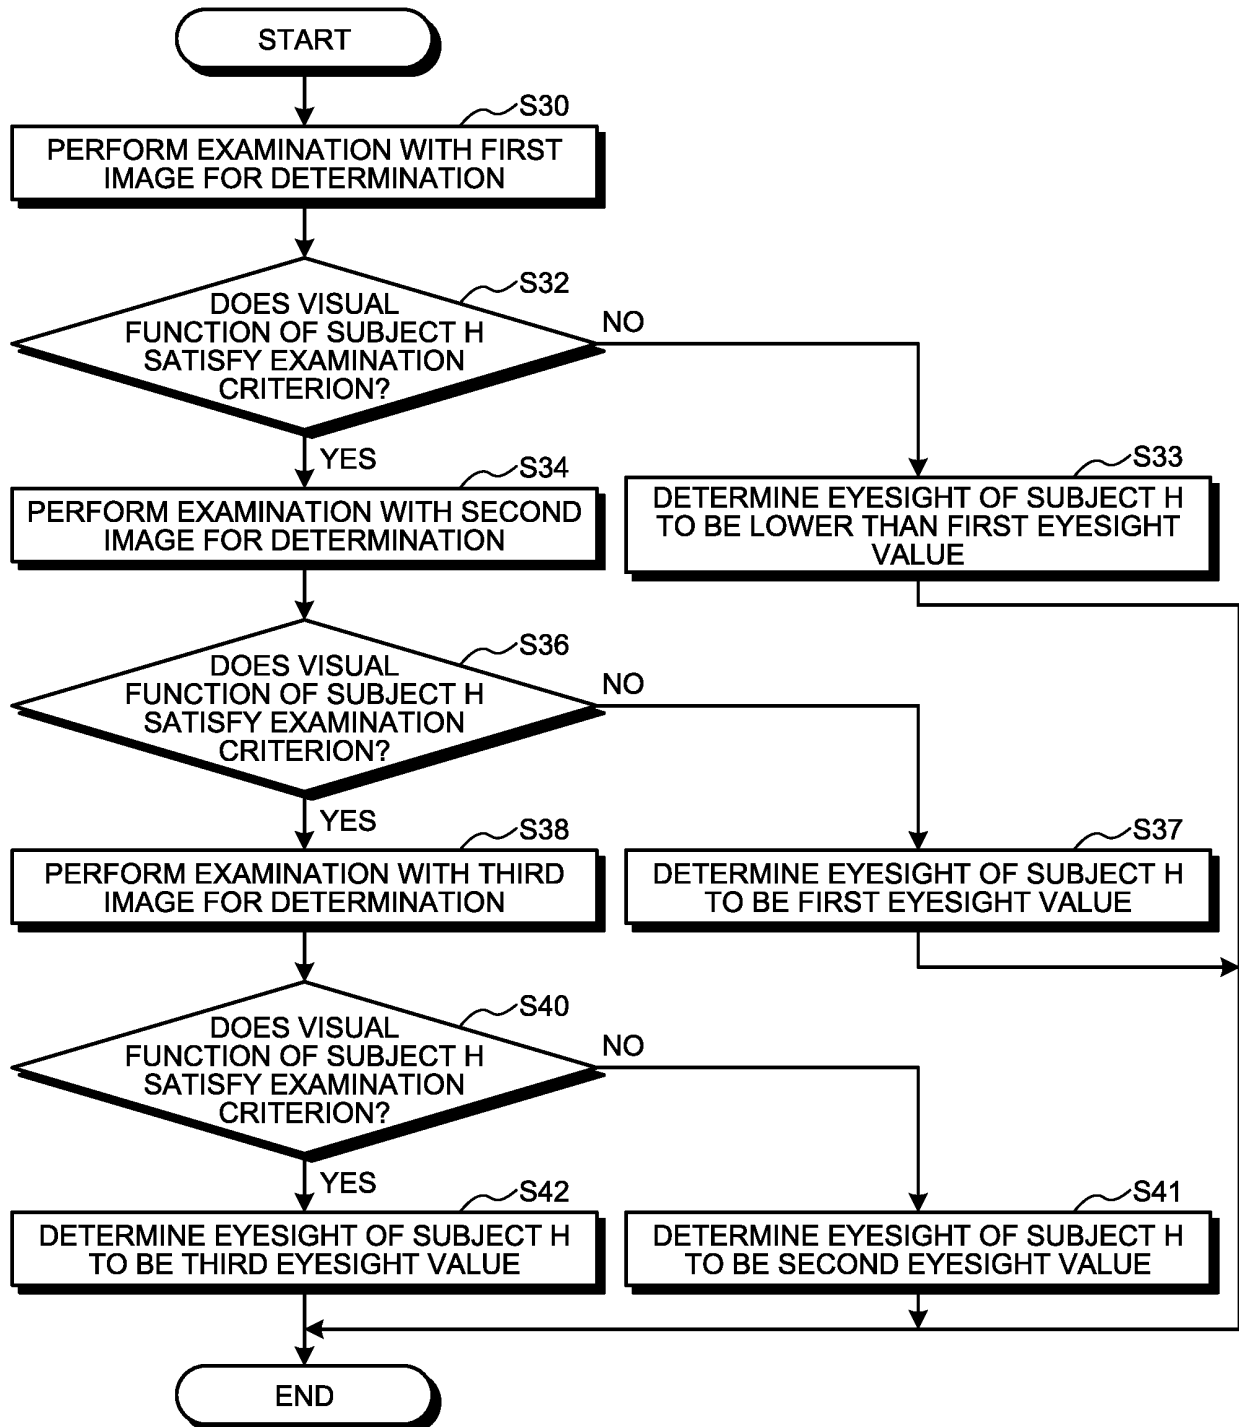 START
S30
PERFORM EXAMINATION WITH FIRST
IMAGE FOR DETERMINATION
S32
DOES VISUAL
FUNCTION OF SUBJECT H
SATISFY EXAMINATION
CRITERION?
NO
YES
S34
PERFORM EXAMINATION WITH SECOND
IMAGE FOR DETERMINATION
S33
DETERMINE EYESIGHT OF SUBJECT H
TO BE LOWER THAN FIRST EYESIGHT
VALUE
S36
DOES VISUAL
FUNCTION OF SUBJECT H
SATISFY EXAMINATION
CRITERION?
NO
YES
S38
PERFORM EXAMINATION WITH THIRD
IMAGE FOR DETERMINATION
S37
DETERMINE EYESIGHT OF SUBJECT H
TO BE FIRST EYESIGHT VALUE
S40
DOES VISUAL
FUNCTION OF SUBJECT H
SATISFY EXAMINATION
CRITERION?
NO
YES
S42
DETERMINE EYESIGHT OF SUBJECT H
TO BE THIRD EYESIGHT VALUE
S41
DETERMINE EYESIGHT OF SUBJECT H
TO BE SECOND EYESIGHT VALUE
END